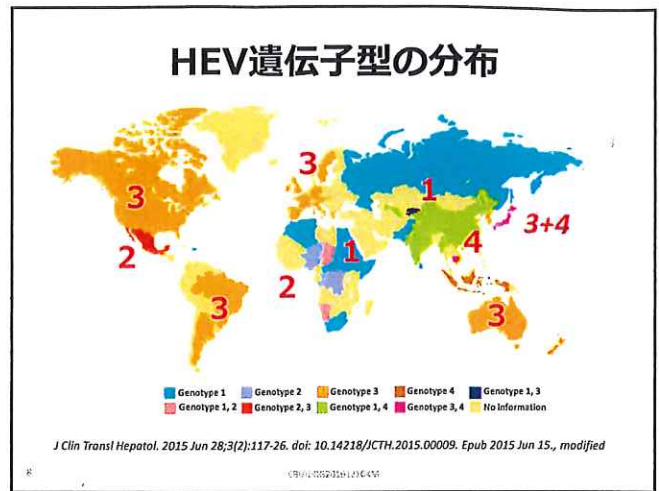 HEV遺伝子型の分布
3
3
1
3+4
2
1
4
2
3
3
Genotype 1
Genotype 2
Genotype 3
Genotype 4
Genotype 1, 3
Genotype 1, 2
Genotype 2, 3
Genotype 1, 4
Genotype 3, 4
No information
J Clin Transl Hepatol. 2015 Jun 28;3(2):117-26. doi: 10.14218/JCTH.2015.00009. Epub 2015 Jun 15., modified
8